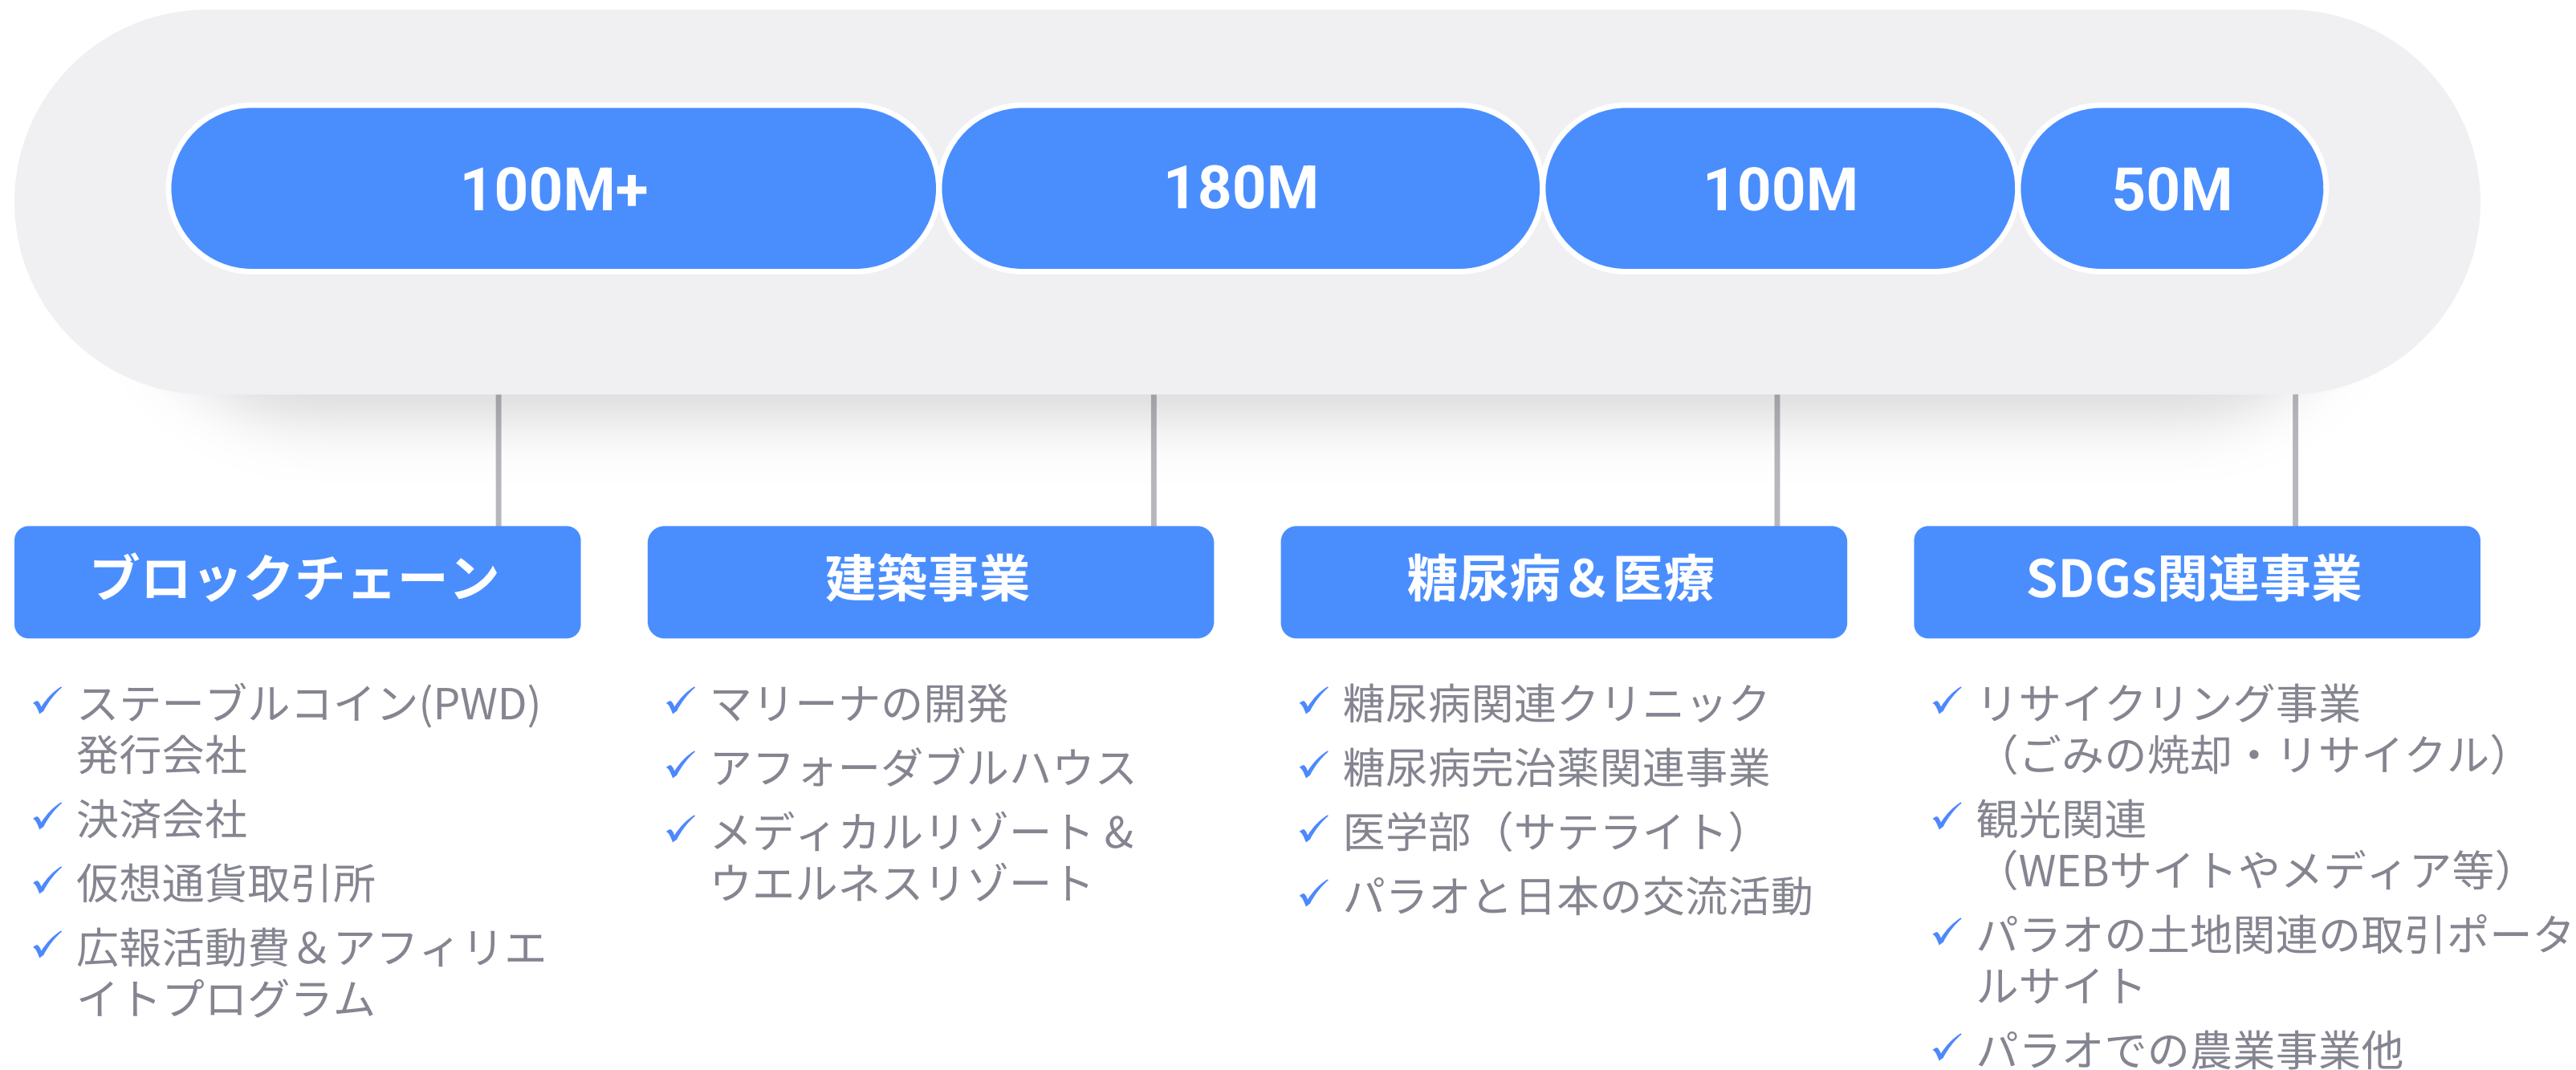 100M+
180M
100M
50M
ブロックチェーン
ステーブルコイン(PWD)
発行会社
決済会社
仮想通貨取引所
広報活動費＆アフィリエ
イトプログラム
建築事業
マリーナの開発
アフォーダブルハウス
メディカルリゾート＆
ウエルネスリゾート
糖尿病＆医療
糖尿病関連クリニック
糖尿病完治薬関連事業
医学部（サテライト）
パラオと日本の交流活動
SDGs関連事業
リサイクリング事業
（ごみの焼却・リサイクル）
観光関連
（WEBサイトやメディア等）
パラオの土地関連の取引ポータ
ルサイト
パラオでの農業事業他